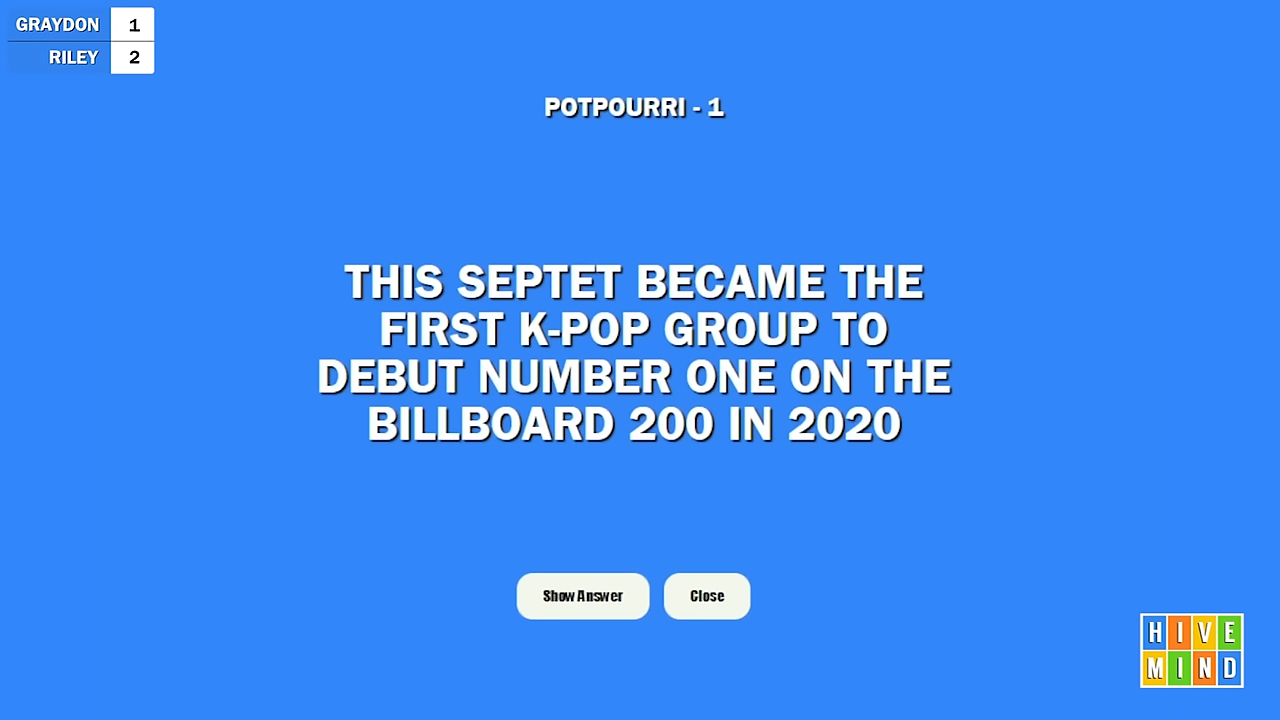 GRAYDON 1
RILEY 2
POTPOURRI - 1
THIS SEPTET BECAME THE
FIRST K-POP GROUP TO
DEBUT NUMBER ONE ON THE
BILLBOARD 200 IN 2020
Show Answer Close
HIVE
MIND